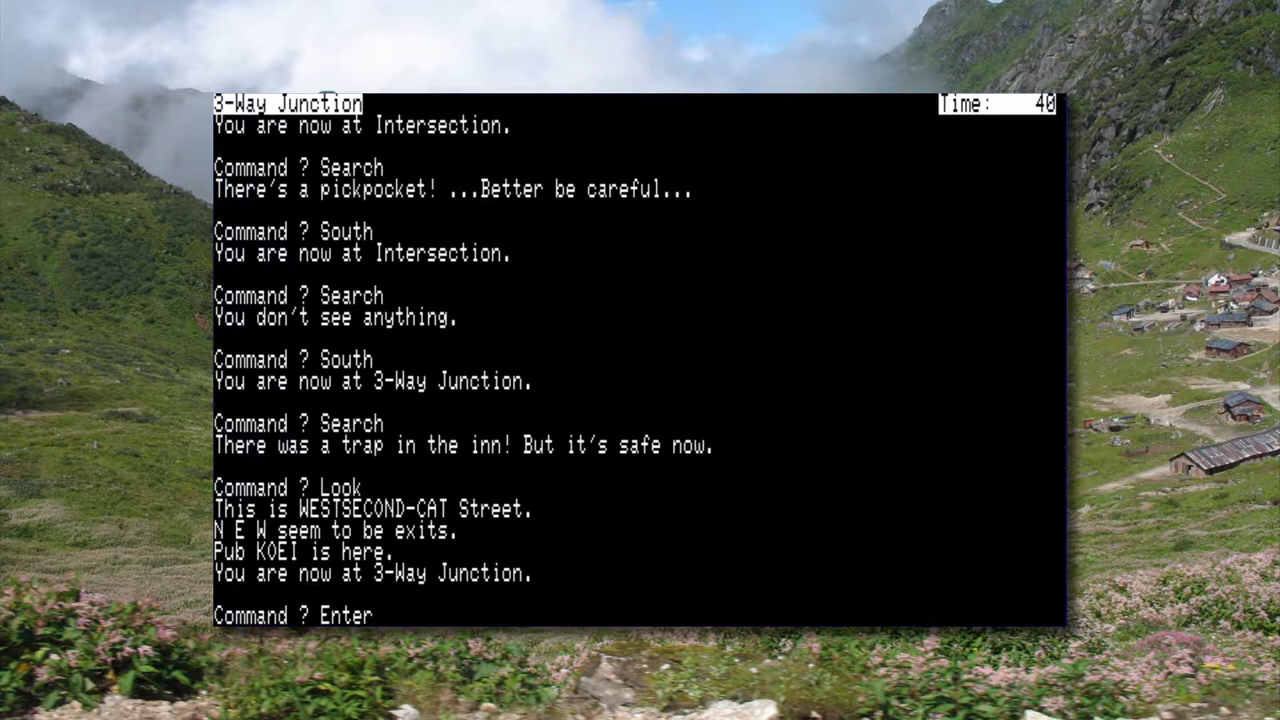 3-Way Junction Time: 40
You are now at Intersection.
Command ? Search
There's a pickpocket! ...Better be careful...
Command ? South
You are now at Intersection.
Command ? Search
You don't see anything.
Command ? South
You are now at 3-Way Junction.
Command ? Search
There was a trap in the inn! But it's safe now.
Command ? Look
This is WESTSECOND-CAT Street.
N E W seem to be exits.
Pub KOEI is here.
You are now at 3-Way Junction.
Command ? Enter